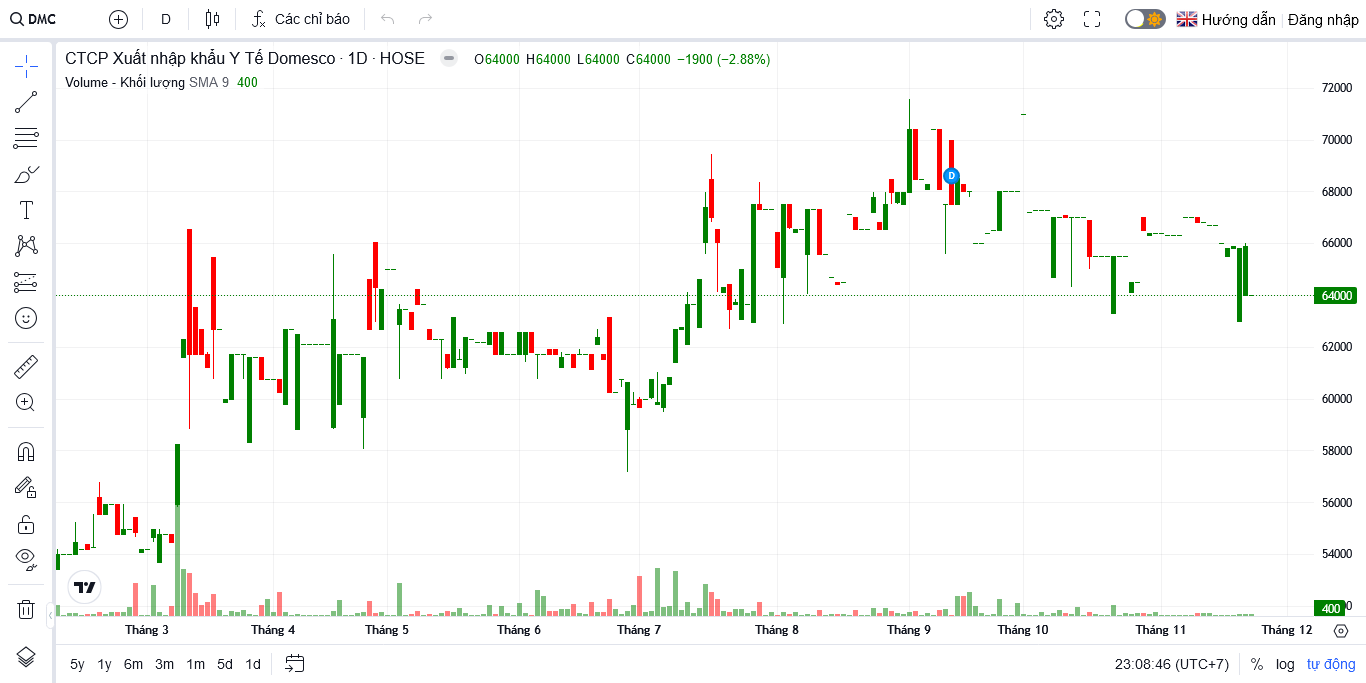 DMC
D
Các chỉ báo
Hướng dẫn
Đăng nhập
CTCP Xuất nhập khẩu Y Tế Domesco · 1D · HOSE
O64000 H64000 L64000 C64000 −1900 (−2.88%)
Volume - Khối lượng SMA 9 400
72000
70000
68000
D
66000
64000
62000
60000
58000
56000
54000
400
Tháng 3 Tháng 4 Tháng 5 Tháng 6 Tháng 7 Tháng 8 Tháng 9 Tháng 10 Tháng 11 Tháng 12
5y 1y 6m 3m 1m 5d 1d
23:08:46 (UTC+7) % log tự động